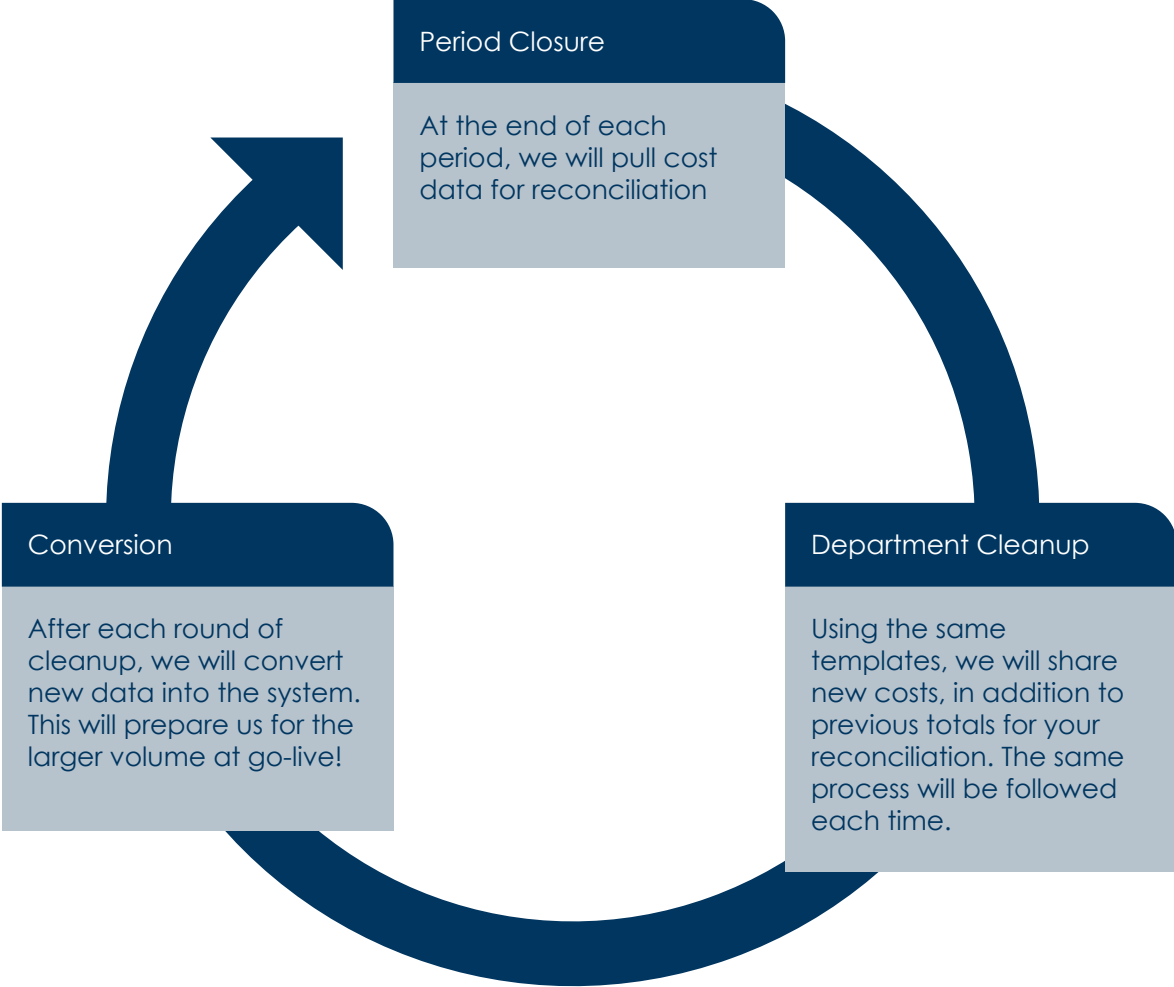 Period Closure
At the end of each
period, we will pull cost
data for reconciliation
Department Cleanup
Using the same
templates, we will share
new costs, in addition to
previous totals for your
reconciliation. The same
process will be followed
each time.
Conversion
After each round of
cleanup, we will convert
new data into the system.
This will prepare us for the
larger volume at go-live!